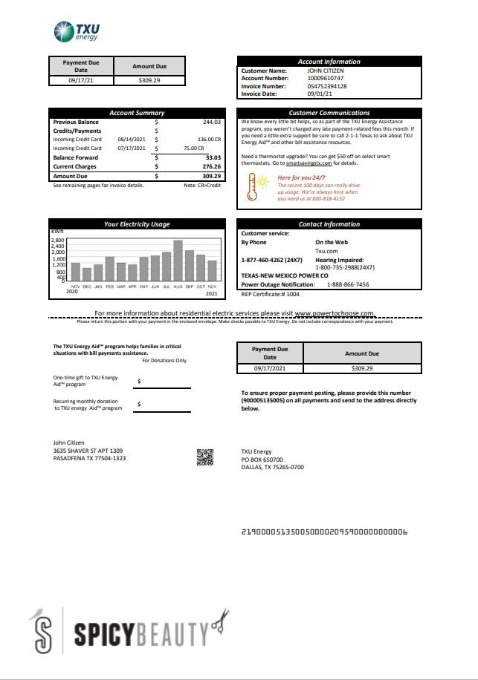 TXU
energy
Payment Due Date Amount Due
09/17/21 $309.29
Account Information
Customer Name: JOHN CITIZEN
Account Number: 10009610747
Invoice Number: 054752394128
Invoice Date: 09/01/21
Account Summary
Previous Balance $ 244.03
Credits/Payments $
Incoming Credit Card 08/14/2021 $ 136.00 CR
Incoming Credit Card 07/17/2021 $ 75.00 CR
Balance Forward $ 33.03
Current Charges $ 276.26
Amount Due $ 309.29
See remaining pages for invoice details. Note: CR=Credit
Customer Communications
We know every little bit helps, so as part of the TXU Energy Assistance
program, you weren't charged any late payment-related fees this month. If
you need a little extra support be sure to call 2-1-1 Texas to ask about TXU
Energy Aid™ and other bill assistance resources.
Need a thermostat upgrade? You can get $50 off on select smart
thermostats. Go to smartsavingstx.com for details.
Here for you 24/7
The recent 100 days can really drive
up usage. We're always here when
you need us at 800-818-4132
Your Electricity Usage
kWh
2,800
2,400
2,000
1,600
1,200
800
400
0
NOV DEC JAN FEB MAR APR MAY JUN JUL AUG SEP OCT NOV
2020 2021
Contact Information
Customer service:
By Phone On the Web
Txu.com
1-877-460-4262 (24X7) Hearing Impaired:
1-800-735-2988(24X7)
TEXAS-NEW MEXICO POWER CO
Power Outage Notification: 1-888-866-7456
REP Certificate:# 1004
For more information about residential electric services please visit www.powertochoose.com
Please return this portion with your payment in the enclosed envelope. Make checks payable to TXU Energy. Do not include correspondence with your payment.
The TXU Energy Aid™ program helps families in critical
situations with bill payments assistance.
For Donations Only
One-time gift to TXU Energy
Aid™ program $
Recurring monthly donation
to TXU energy Aid™ program $
Payment Due Date Amount Due
09/17/2021 $309.29
To ensure proper payment posting, please provide this number
(900005135005) on all payments and send to the address directly
below.
John Citizen
3635 SHAVER ST APT 1309
PASADENA TX 77504-1323
TXU Energy
PO BOX 650700
DALLAS, TX 75265-0700
SPICYBEAUTY